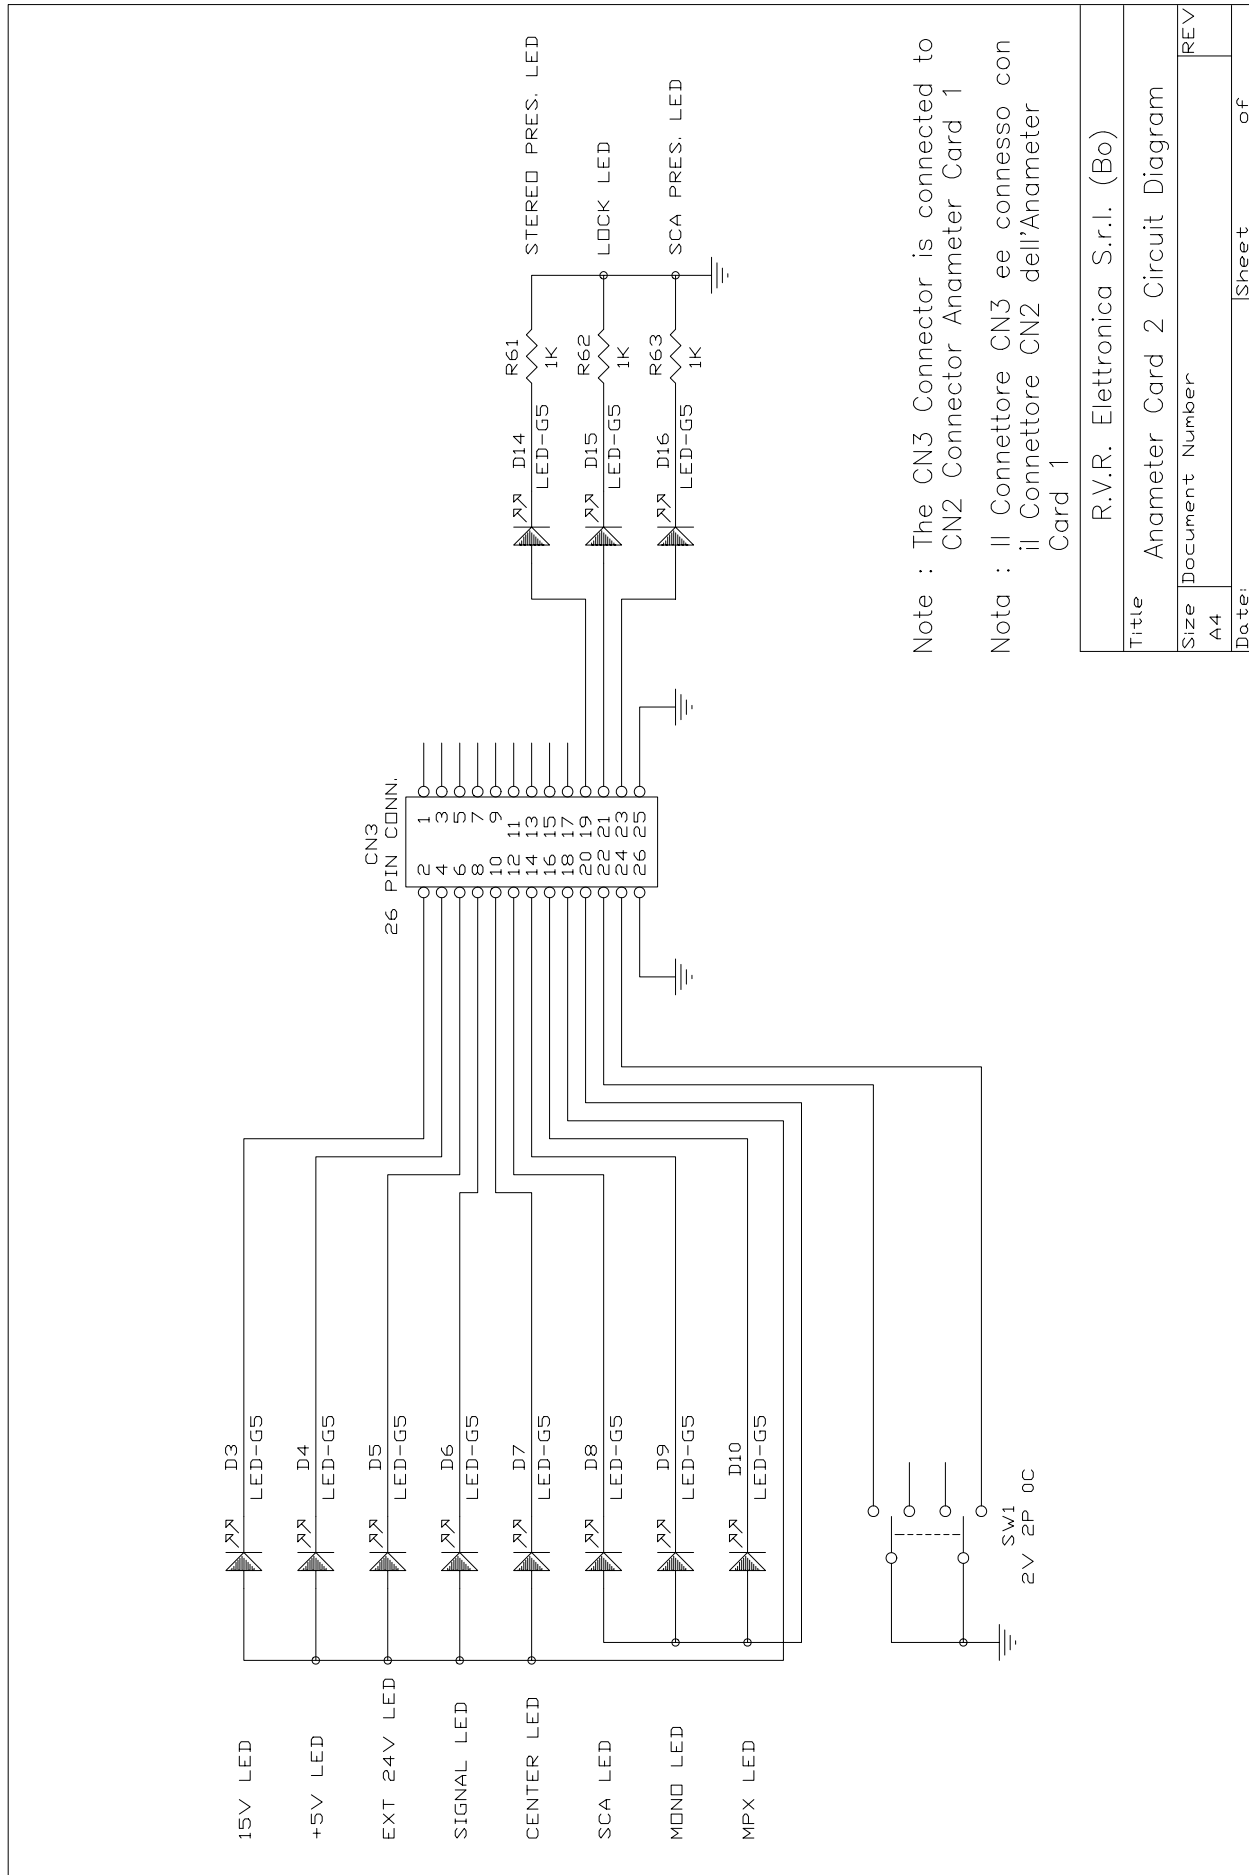 15V LED
D3
LED-G5
+5V LED
D4
LED-G5
EXT 24V LED
D5
LED-G5
SIGNAL LED
D6
LED-G5
CENTER LED
D7
LED-G5
SCA LED
D8
LED-G5
MONO LED
D9
LED-G5
MPX LED
D10
LED-G5
SW1
2V 2P 0C
CN3
26 PIN CONN.
2 1
4 3
6 5
8 7
10 9
12 11
14 13
16 15
18 17
20 19
22 21
24 23
26 25
D14
LED-G5
R61
1K
STEREO PRES. LED
D15
LED-G5
R62
1K
LOCK LED
D16
LED-G5
R63
1K
SCA PRES. LED
Note : The CN3 Connector is connected to
CN2 Connector Anameter Card 1
Nota : Il Connettore CN3 ee connesso con
il Connettore CN2 dell'Anameter
Card 1
R.V.R. Elettronica S.r.l. (Bo)
Title
Anameter Card 2 Circuit Diagram
Size Document Number REV
A4
Date: Sheet of